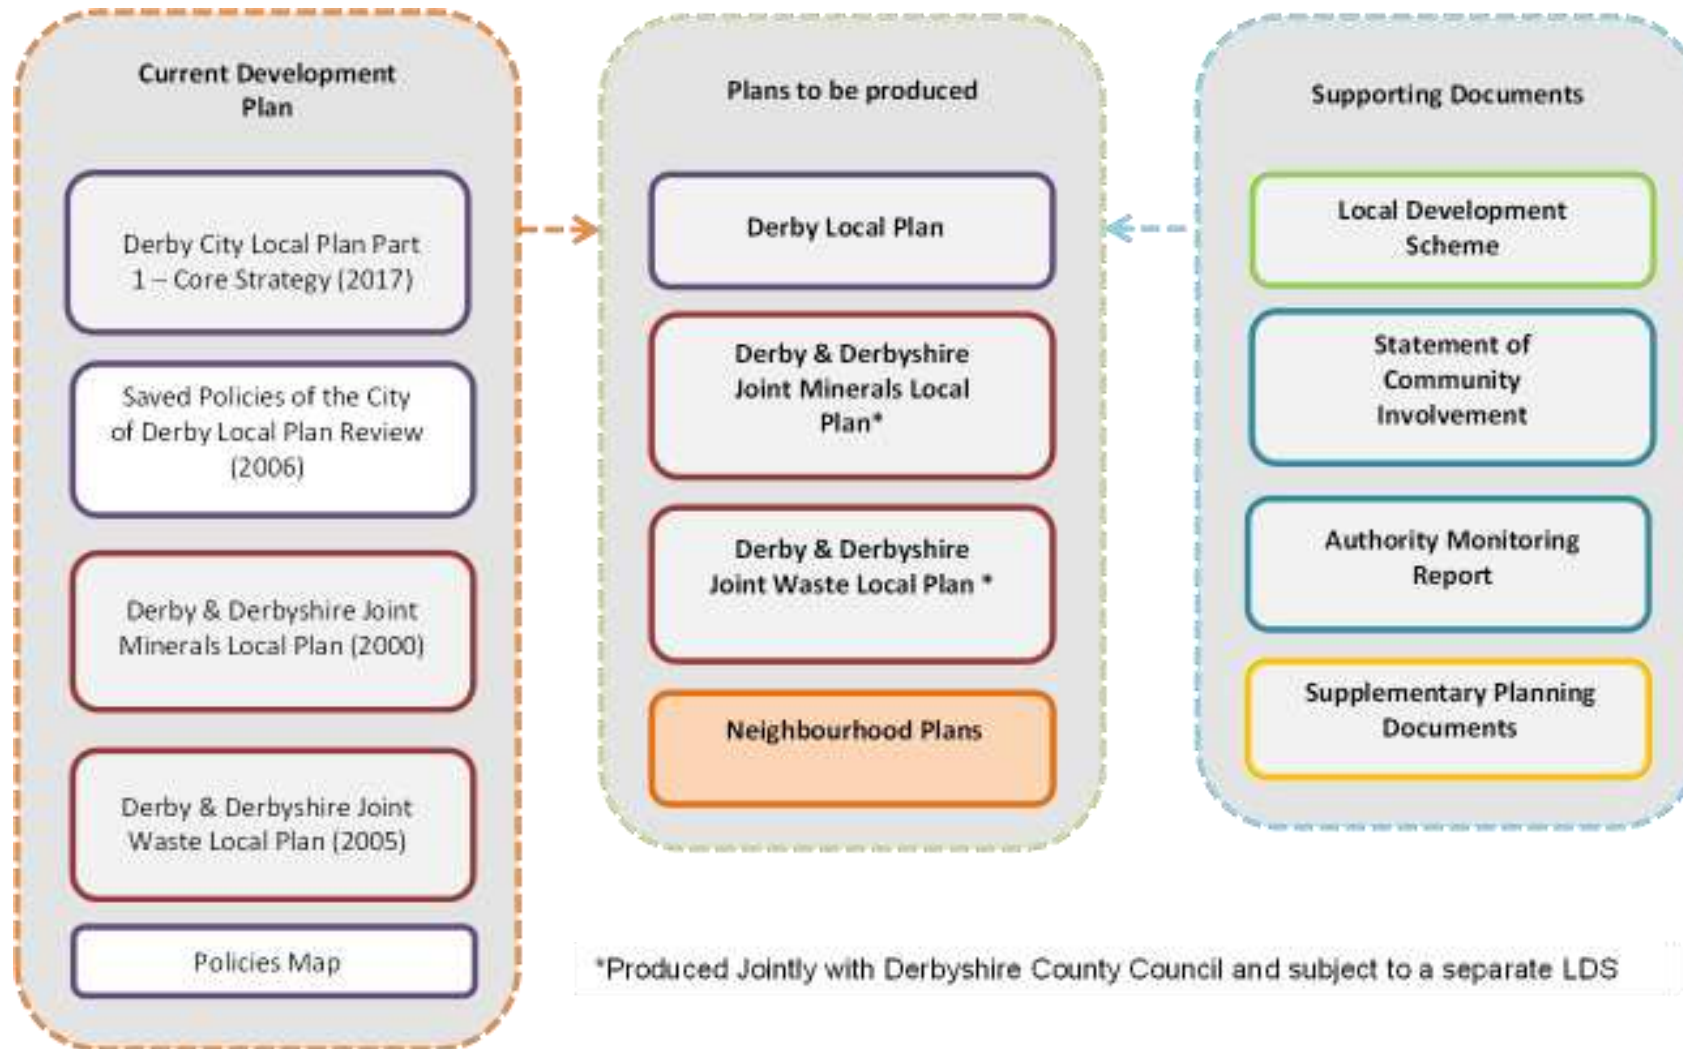 Current Development
Plan
Derby City Local Plan Part
1 – Core Strategy (2017)
Saved Policies of the City
of Derby Local Plan Review
(2006)
Derby & Derbyshire Joint
Minerals Local Plan (2000)
Derby & Derbyshire Joint
Waste Local Plan (2005)
Policies Map
Plans to be produced
Derby Local Plan
Derby & Derbyshire
Joint Minerals Local
Plan*
Derby & Derbyshire
Joint Waste Local Plan *
Neighbourhood Plans
Supporting Documents
Local Development
Scheme
Statement of
Community
Involvement
Authority Monitoring
Report
Supplementary Planning
Documents
*Produced Jointly with Derbyshire County Council and subject to a separate LDS